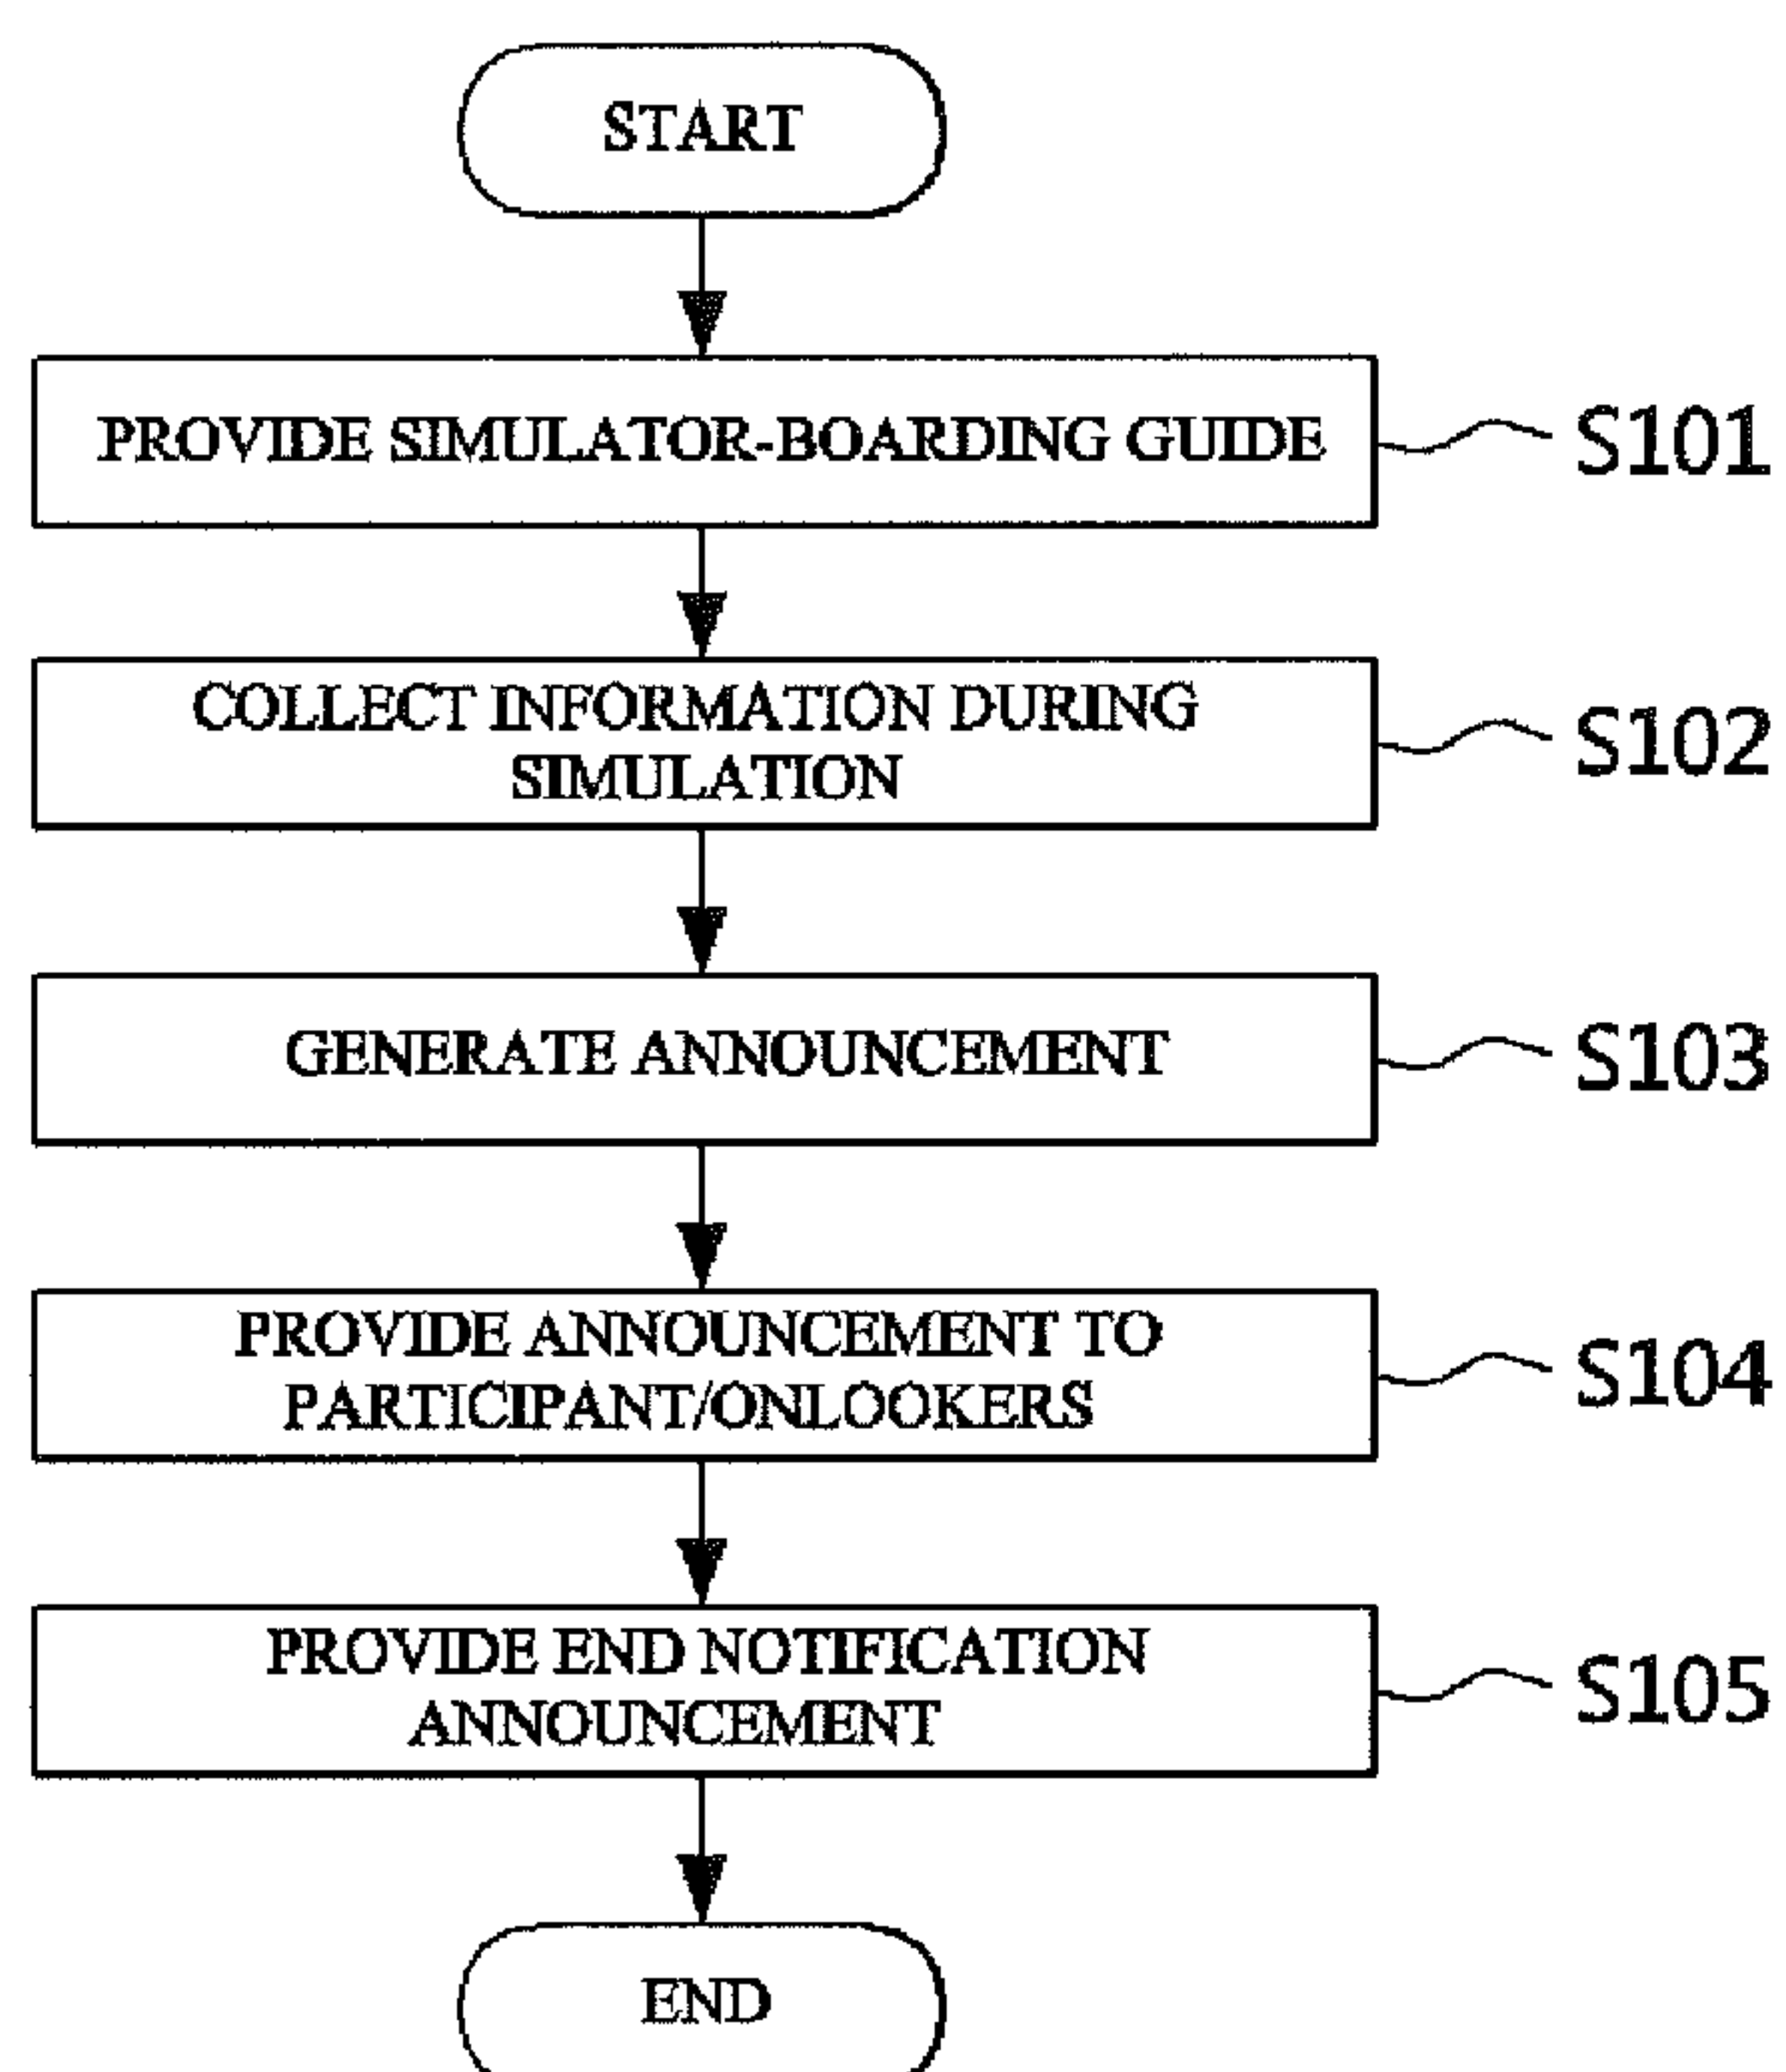 START
PROVIDE SIMULATOR-BOARDING GUIDE
S101
COLLECT INFORMATION DURING
SIMULATION
S102
GENERATE ANNOUNCEMENT
S103
PROVIDE ANNOUNCEMENT TO
PARTICIPANT/ONLOOKERS
S104
PROVIDE END NOTIFICATION
ANNOUNCEMENT
S105
END